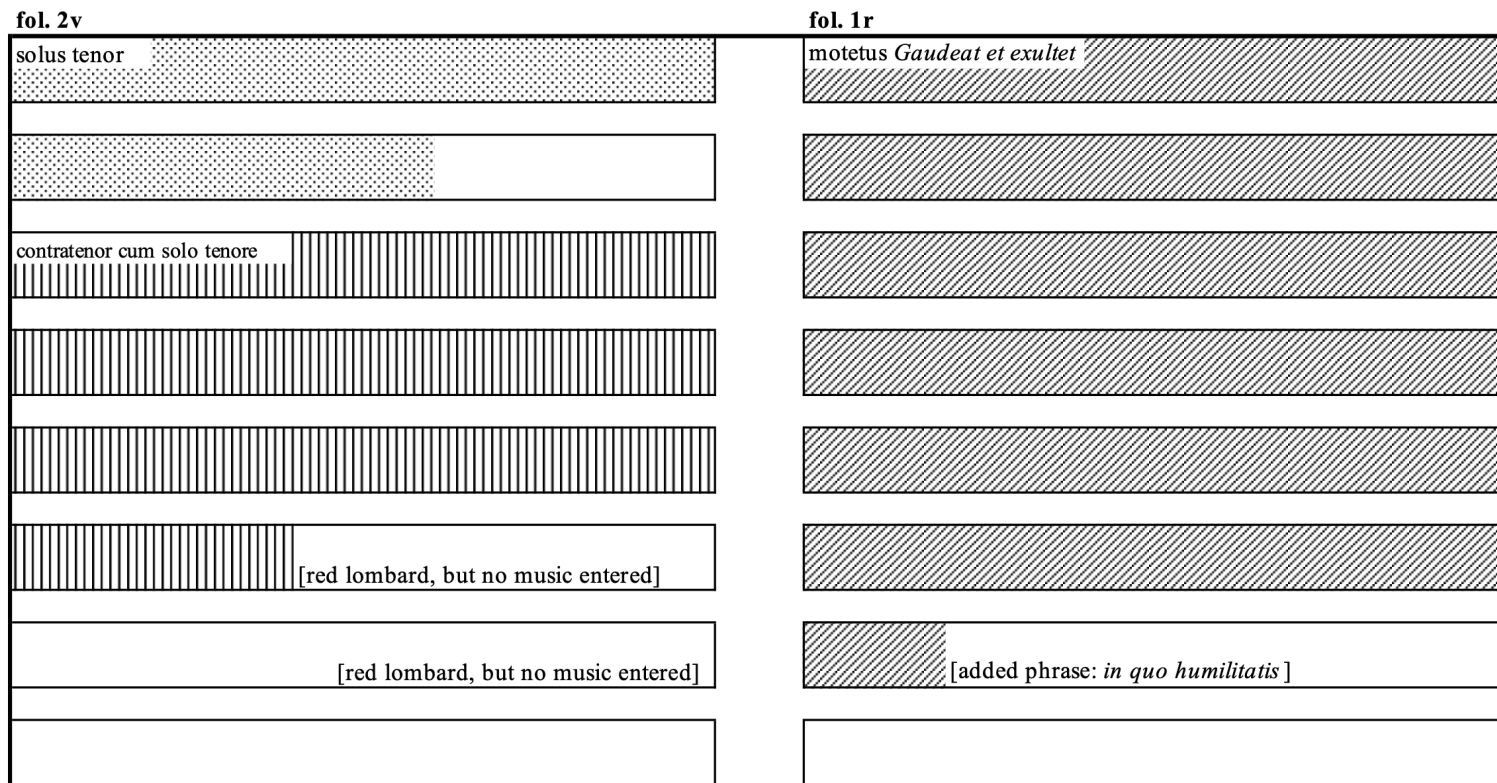 fol. 2v
solus tenor
contratenor cum solo tenore
[red lombard, but no music entered]
[red lombard, but no music entered]
fol. 1r
motetus Gaudeat et exultet
[added phrase: in quo humilitatis ]